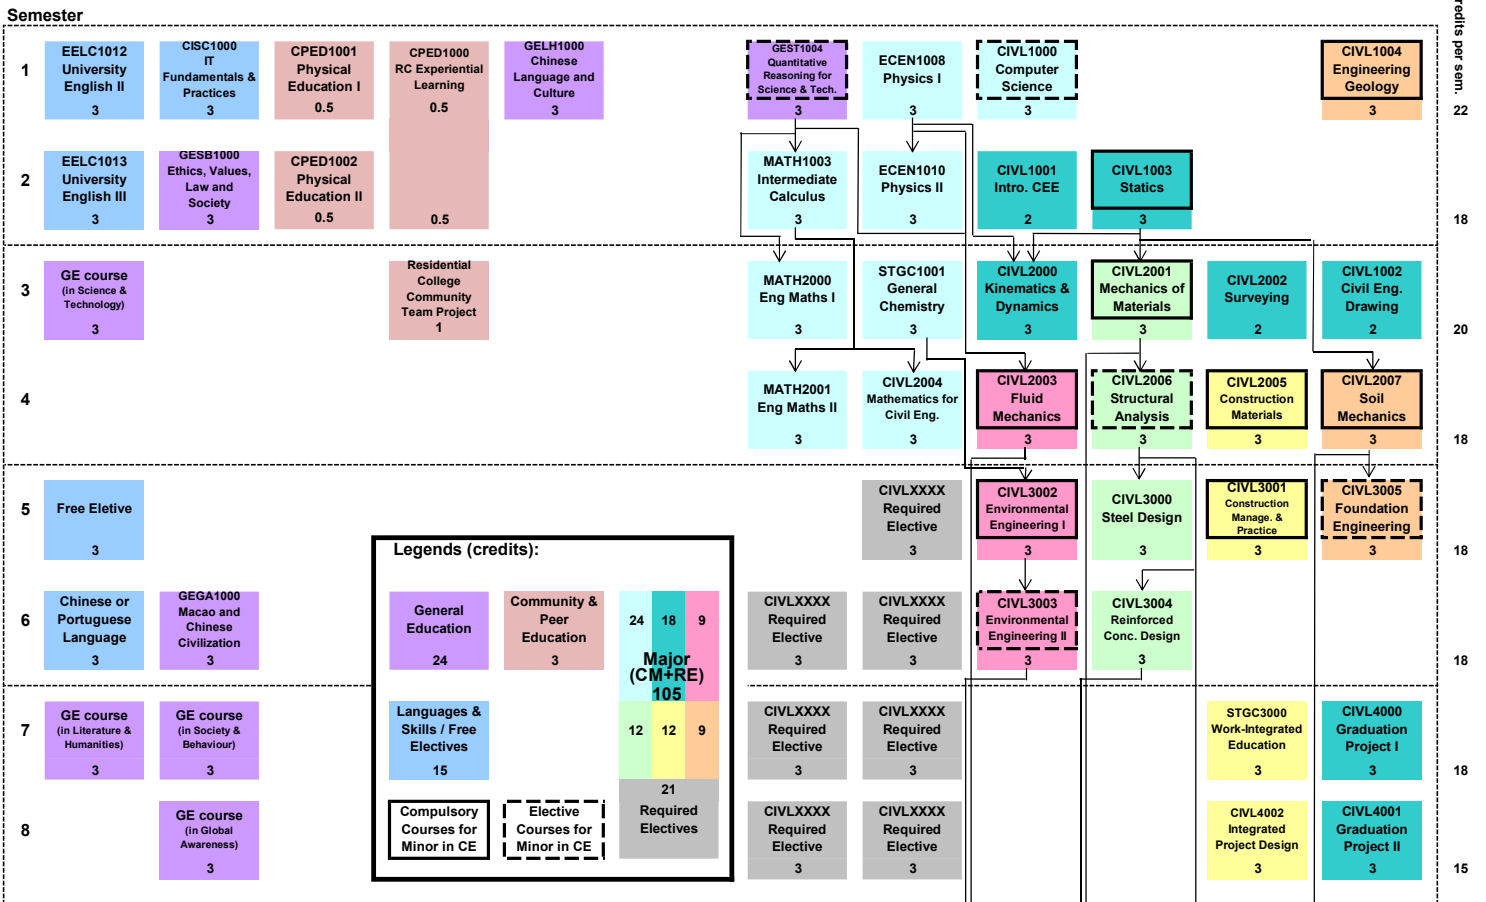 Semester
redits per sem.
1
EELC1012
University
English II
3
CISC1000
IT
Fundamentals &
Practices
3
CPED1001
Physical
Education I
0.5
CPED1000
RC Experiential
Learning
0.5
GELH1000
Chinese
Language and
Culture
3
GEST1004
Quantitative
Reasoning for
Science & Tech.
3
ECEN1008
Physics I
3
CIVL1000
Computer
Science
3
CIVL1004
Engineering
Geology
3
22
2
EELC1013
University
English III
3
GESB1000
Ethics, Values,
Law and
Society
3
CPED1002
Physical
Education II
0.5
0.5
MATH1003
Intermediate
Calculus
3
ECEN1010
Physics II
3
CIVL1001
Intro. CEE
2
CIVL1003
Statics
3
18
3
GE course
(in Science &
Technology)
3
Residential
College
Community
Team Project
1
MATH2000
Eng Maths I
3
STGC1001
General
Chemistry
3
CIVL2000
Kinematics &
Dynamics
3
CIVL2001
Mechanics of
Materials
3
CIVL2002
Surveying
2
CIVL1002
Civil Eng.
Drawing
2
20
4
MATH2001
Eng Maths II
3
CIVL2004
Mathematics for
Civil Eng.
3
CIVL2003
Fluid
Mechanics
3
CIVL2006
Structural
Analysis
3
CIVL2005
Construction
Materials
3
CIVL2007
Soil
Mechanics
3
18
5
Free Eletive
3
CIVLXXXX
Required
Elective
3
CIVL3002
Environmental
Engineering I
3
CIVL3000
Steel Design
3
CIVL3001
Construction
Manage. &
Practice
3
CIVL3005
Foundation
Engineering
3
18
6
Chinese or
Portuguese
Language
3
GEGA1000
Macao and
Chinese
Civilization
3
CIVLXXXX
Required
Elective
3
CIVLXXXX
Required
Elective
3
CIVL3003
Environmental
Engineering II
3
CIVL3004
Reinforced
Conc. Design
3
18
7
GE course
(in Literature &
Humanities)
3
GE course
(in Society &
Behaviour)
3
CIVLXXXX
Required
Elective
3
CIVLXXXX
Required
Elective
3
STGC3000
Work-Integrated
Education
3
CIVL4000
Graduation
Project I
3
18
8
GE course
(in Global
Awareness)
3
CIVLXXXX
Required
Elective
3
CIVLXXXX
Required
Elective
3
CIVL4002
Integrated
Project Design
3
CIVL4001
Graduation
Project II
3
15
Legends (credits):
General
Education
24
Community &
Peer
Education
3
24 18 9
Major
(CM+RE)
105
12 12 9
Languages &
Skills / Free
Electives
15
21
Required
Electives
Compulsory
Courses for
Minor in CE
Elective
Courses for
Minor in CE